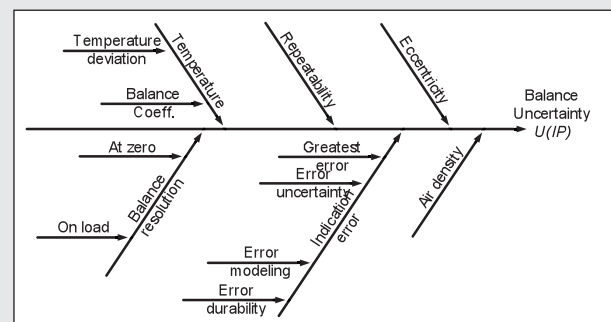 Temperature
deviation
Temperature
Balance
Coeff.
Repeatability
Eccentricity
Balance
Uncertainty
U(IP)
At zero
On load
Balance
resolution
Greatest
error
Error
uncertainty
Indication
error
Error
modeling
Error
durability
Air density